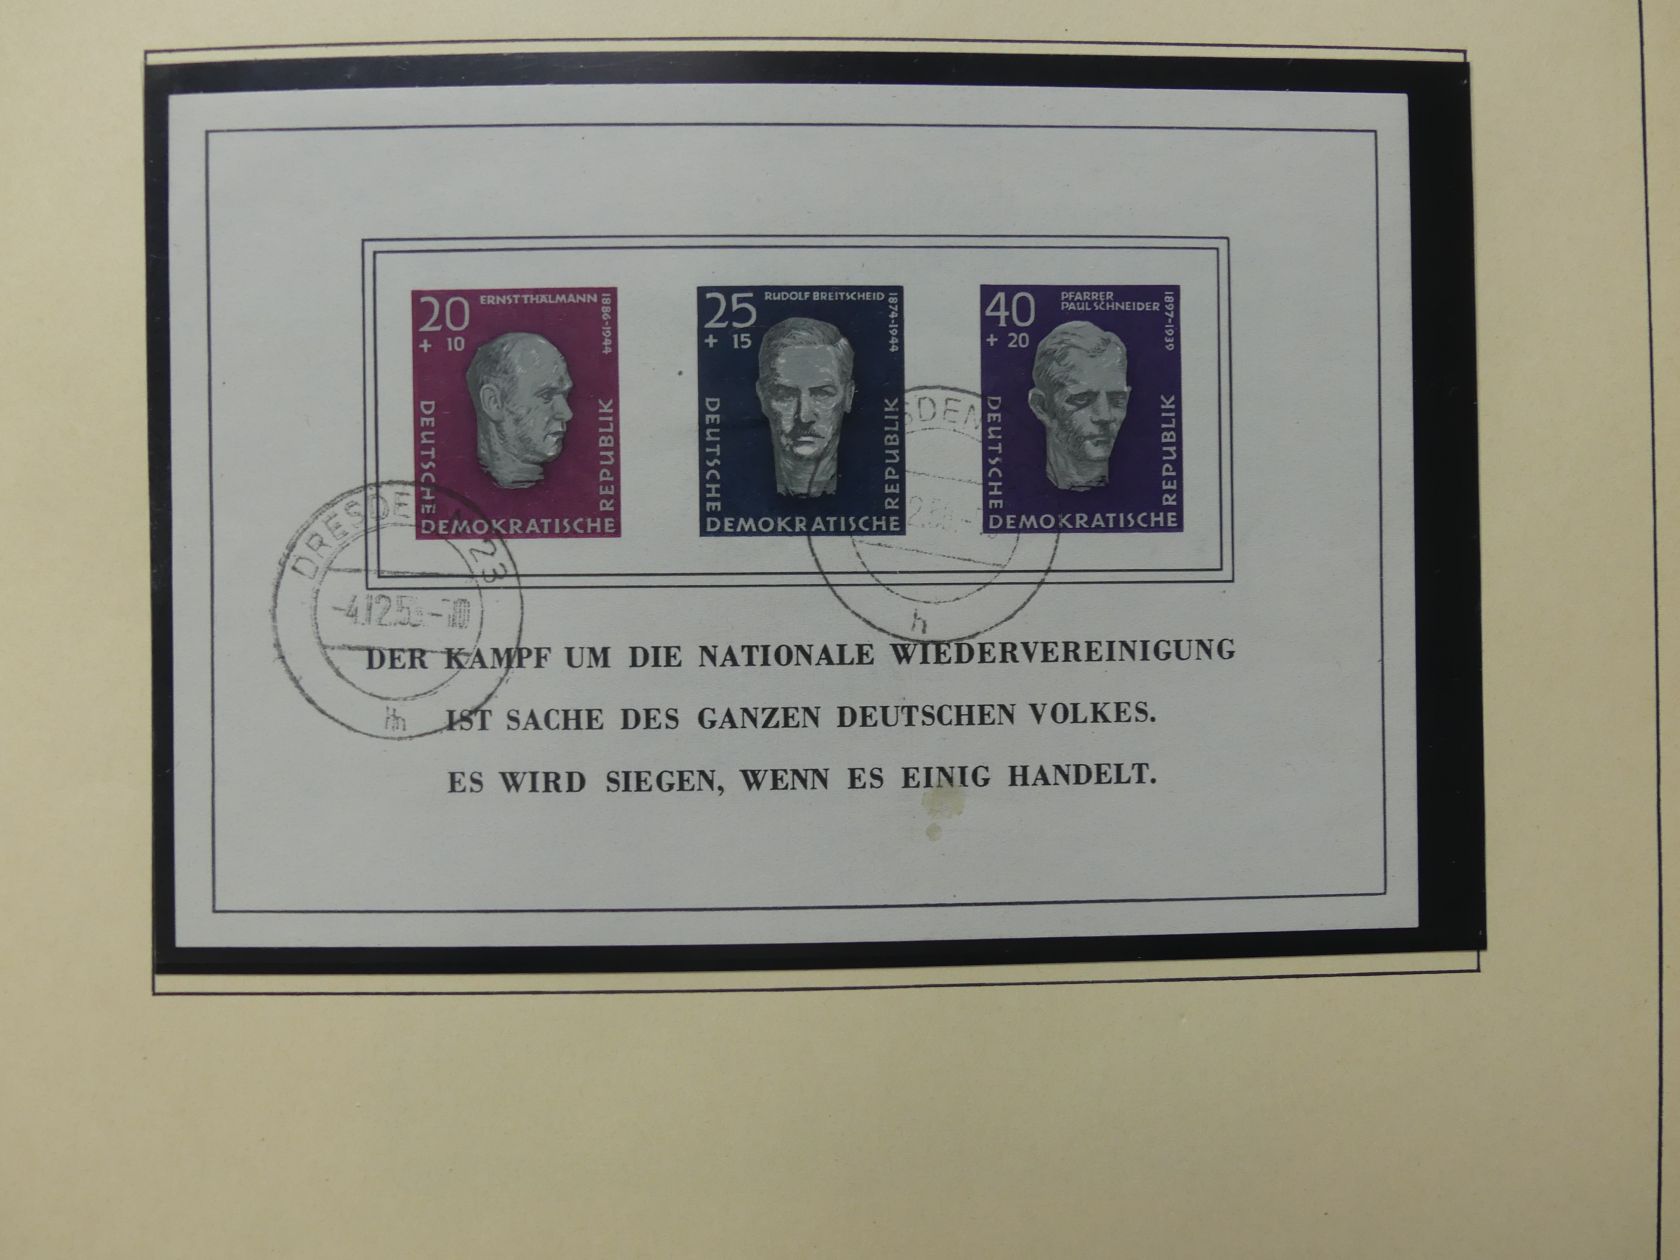 20 ERNST THÄLMANN 1886-1944
+ 10
DEUTSCHE
DEMOKRATISCHE
REPUBLIK
25 RUDOLF BREITSCHEID 1874-1944
+ 15
DEUTSCHE
DEMOKRATISCHE
REPUBLIK
40 PFARRER
PAUL SCHNEIDER 1897-1939
+ 20
DEUTSCHE
DEMOKRATISCHE
REPUBLIK
DRESDEN 23
h
h
DER KAMPF UM DIE NATIONALE WIEDERVEREINIGUNG
IST SACHE DES GANZEN DEUTSCHEN VOLKES.
ES WIRD SIEGEN, WENN ES EINIG HANDELT.